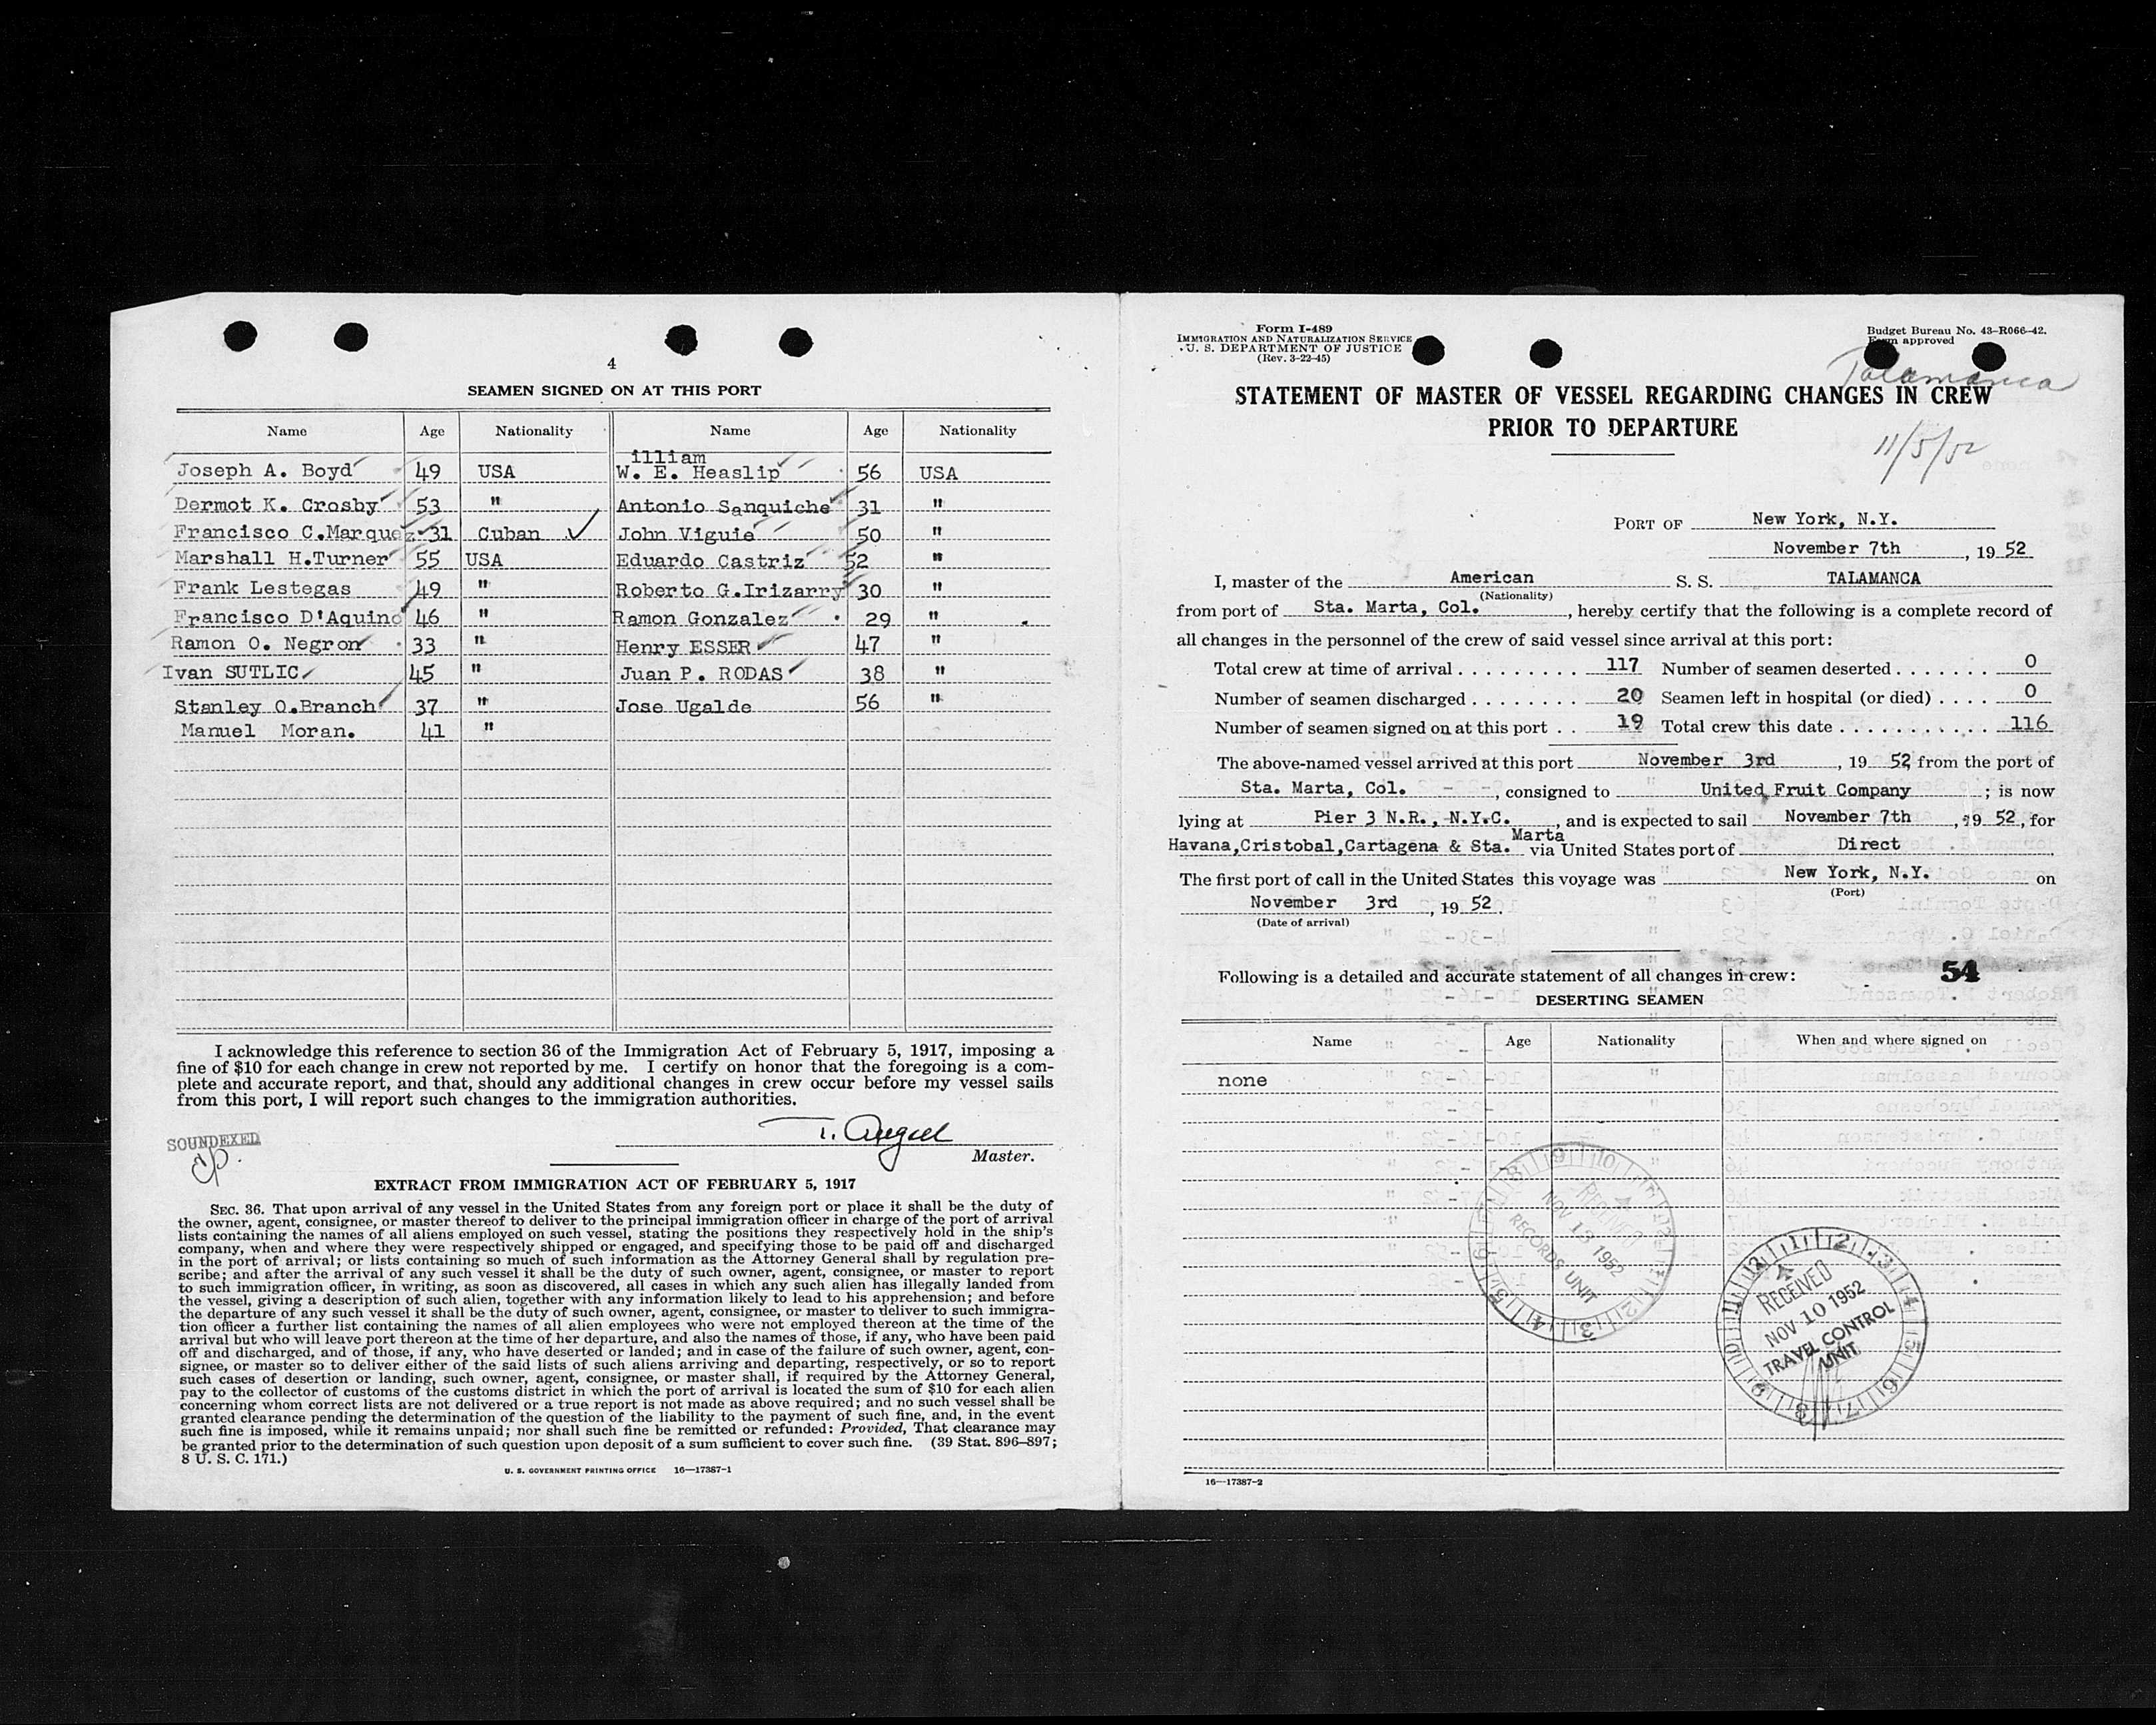 4
SEAMEN SIGNED ON AT THIS PORT
Name Age Nationality Name Age Nationality
illiam
Joseph A. Boyd 49 USA W. E. Heaslip 56 USA
Dermot K. Crosby 53 " Antonio Sanquiche 31 "
Francisco C.Marquez 31 Cuban ✓ John Viguie 50 "
Marshall H.Turner 55 USA Eduardo Castriz 52 "
Frank Lestegas 49 " Roberto G.Irizarry 30 "
Francisco D'Aquino 46 " Ramon Gonzalez 29 "
Ramon O. Negron 33 " Henry ESSER 47 "
Ivan SUTLIC 45 " Juan P. RODAS 38 "
Stanley O.Branch 37 " Jose Ugalde 56 "
Manuel Moran. 41 "
I acknowledge this reference to section 36 of the Immigration Act of February 5, 1917, imposing a
fine of $10 for each change in crew not reported by me. I certify on honor that the foregoing is a com-
plete and accurate report, and that, should any additional changes in crew occur before my vessel sails
from this port, I will report such changes to the immigration authorities.
SOUNDEXED
Master.
EXTRACT FROM IMMIGRATION ACT OF FEBRUARY 5, 1917
SEC. 36. That upon arrival of any vessel in the United States from any foreign port or place it shall be the duty of
the owner, agent, consignee, or master thereof to deliver to the principal immigration officer in charge of the port of arrival
lists containing the names of all aliens employed on such vessel, stating the positions they respectively hold in the ship's
company, when and where they were respectively shipped or engaged, and specifying those to be paid off and discharged
in the port of arrival; or lists containing so much of such information as the Attorney General shall by regulation pre-
scribe; and after the arrival of any such vessel it shall be the duty of such owner, agent, consignee, or master to report
to such immigration officer, in writing, as soon as discovered, all cases in which any such alien has illegally landed from
the vessel, giving a description of such alien, together with any information likely to lead to his apprehension; and before
the departure of any such vessel it shall be the duty of such owner, agent, consignee, or master to deliver to such immigra-
tion officer a further list containing the names of all alien employees who were not employed thereon at the time of the
arrival but who will leave port thereon at the time of her departure, and also the names of those, if any, who have been paid
off and discharged, and of those, if any, who have deserted or landed; and in case of the failure of such owner, agent, con-
signee, or master so to deliver either of the said lists of such aliens arriving and departing, respectively, or so to report
such cases of desertion or landing, such owner, agent, consignee, or master shall, if required by the Attorney General,
pay to the collector of customs of the customs district in which the port of arrival is located the sum of $10 for each alien
concerning whom correct lists are not delivered or a true report is not made as above required; and no such vessel shall be
granted clearance pending the determination of the question of the liability to the payment of such fine, and, in the event
such fine is imposed, while it remains unpaid; nor shall such fine be remitted or refunded: Provided, That clearance may
be granted prior to the determination of such question upon deposit of a sum sufficient to cover such fine. (39 Stat. 896–897;
8 U. S. C. 171.)
U. S. GOVERNMENT PRINTING OFFICE 16—17387-1
Form I-489
IMMIGRATION AND NATURALIZATION SERVICE
U. S. DEPARTMENT OF JUSTICE
(Rev. 3-22-45)
Budget Bureau No. 43-R066-42.
Form approved
Talamanca
STATEMENT OF MASTER OF VESSEL REGARDING CHANGES IN CREW
PRIOR TO DEPARTURE
11/5/52
PORT OF New York, N.Y.
November 7th, 19 52
I, master of the American S. S. TALAMANCA
(Nationality)
from port of Sta. Marta, Col., hereby certify that the following is a complete record of
all changes in the personnel of the crew of said vessel since arrival at this port:
Total crew at time of arrival . . . . . . . . . 117 Number of seamen deserted . . . . . . . 0
Number of seamen discharged . . . . . . . . 20 Seamen left in hospital (or died) . . . . 0
Number of seamen signed on at this port . . 19 Total crew this date . . . . . . . . . . . . 116
The above-named vessel arrived at this port November 3rd, 19 52, from the port of
Sta. Marta, Col. , consigned to United Fruit Company ; is now
lying at Pier 3 N.R., N.Y.C. , and is expected to sail November 7th , 19 52, for
Marta
Havana,Cristobal,Cartagena & Sta. via United States port of Direct
The first port of call in the United States this voyage was New York, N.Y. on
(Port)
November 3rd , 19 52.
(Date of arrival)
Following is a detailed and accurate statement of all changes in crew: 54
DESERTING SEAMEN
Name Age Nationality When and where signed on
none
RECEIVED
NOV 13 1952
RECORDS UNIT
RECEIVED
NOV 10 1952
TRAVEL CONTROL
UNIT
16—17387-2